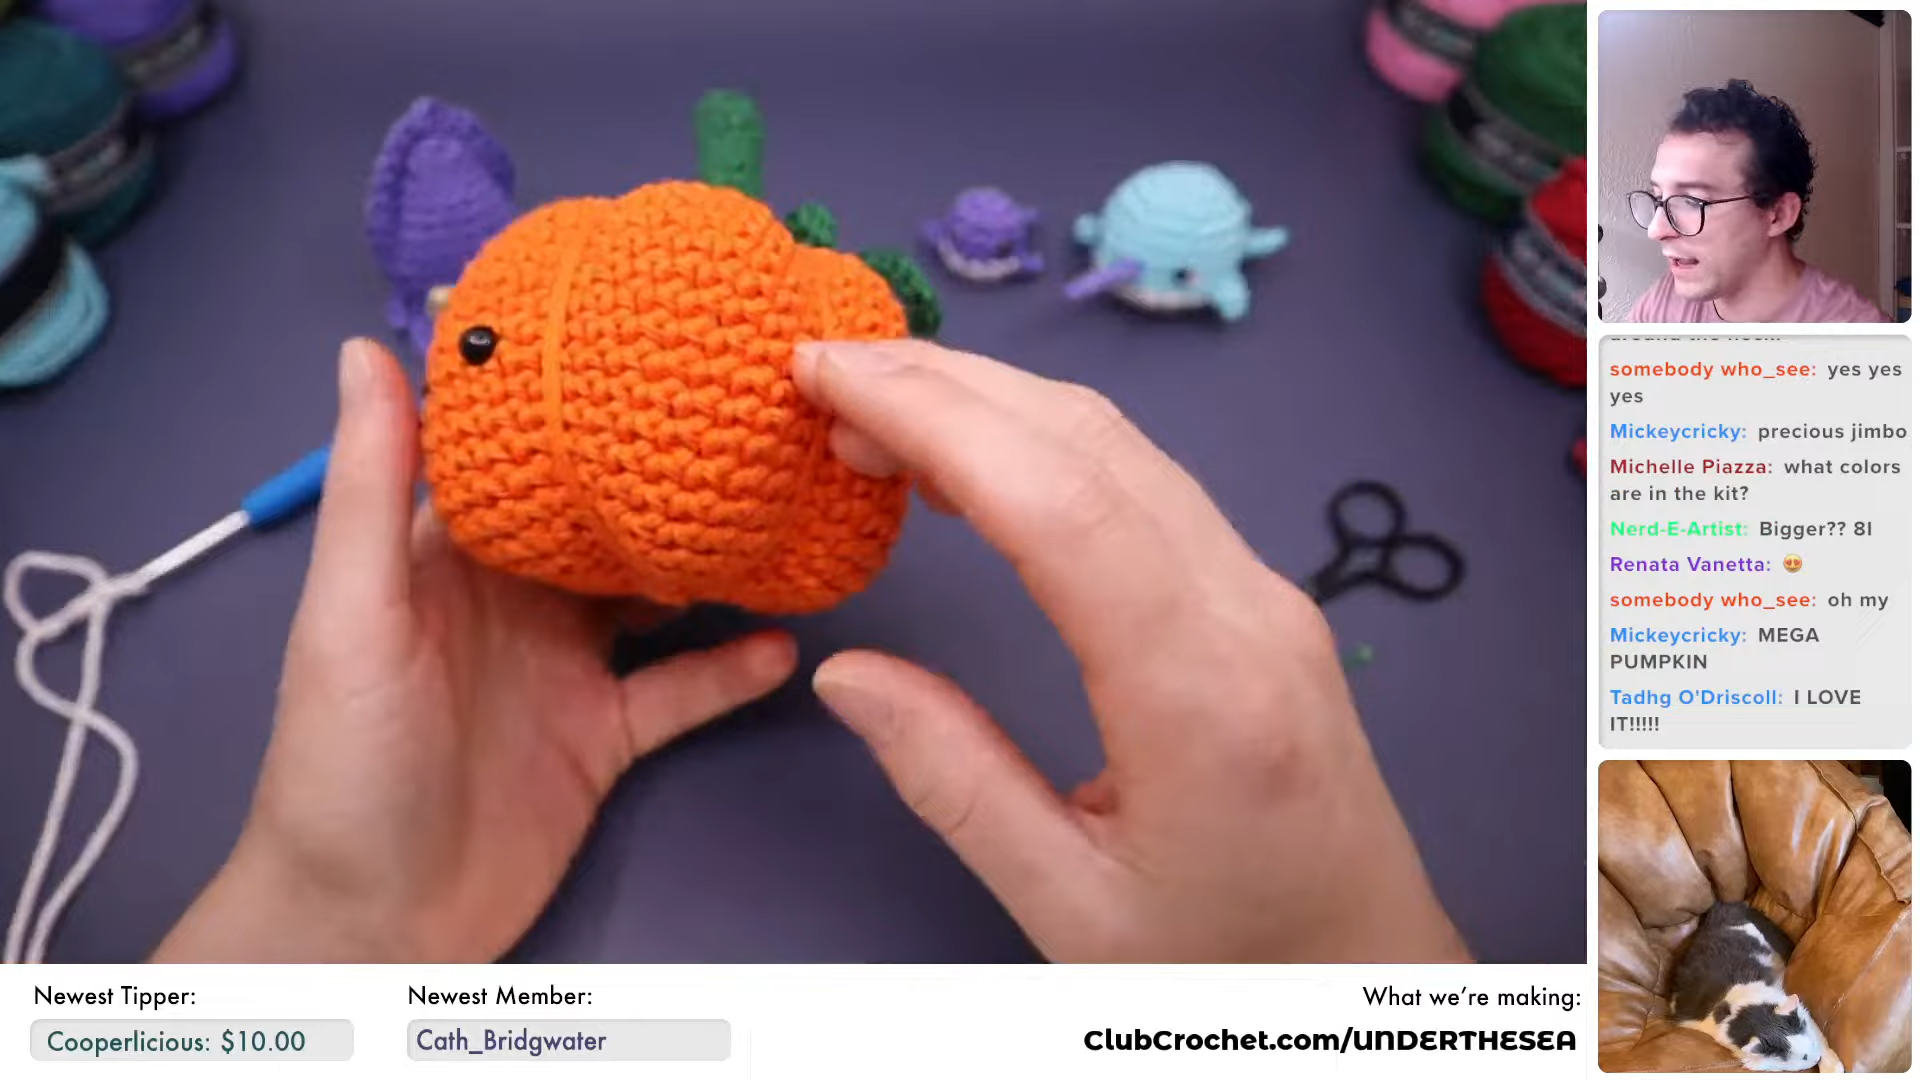 somebody who_see: yes yes
yes
Mickeycricky: precious jimbo
Michelle Piazza: what colors
are in the kit?
Nerd-E-Artist: Bigger?? 8I
Renata Vanetta: 😍
somebody who_see: oh my
Mickeycricky: MEGA
PUMPKIN
Tadhg O'Driscoll: I LOVE
IT!!!!!
Newest Tipper:
Cooperlicious: $10.00
Newest Member:
Cath_Bridgwater
What we're making:
ClubCrochet.com/UNDERTHESEA